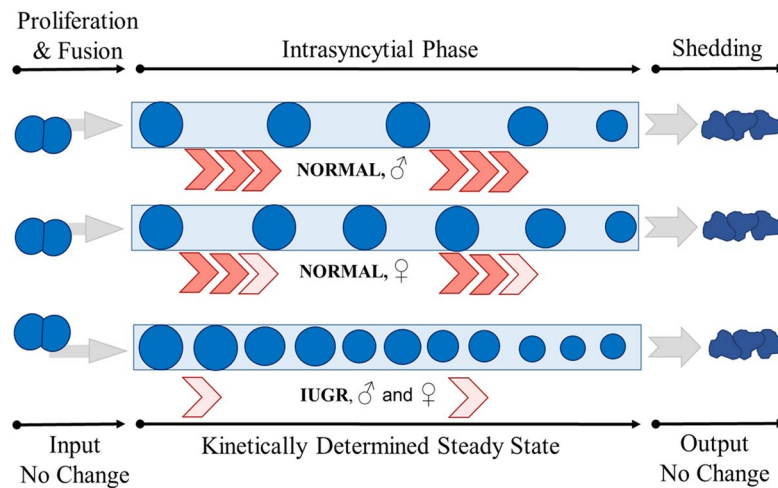 Proliferation
& Fusion
Intrasyncytial Phase
Shedding
NORMAL, ♂
NORMAL, ♀
IUGR, ♂ and ♀
Input
No Change
Kinetically Determined Steady State
Output
No Change